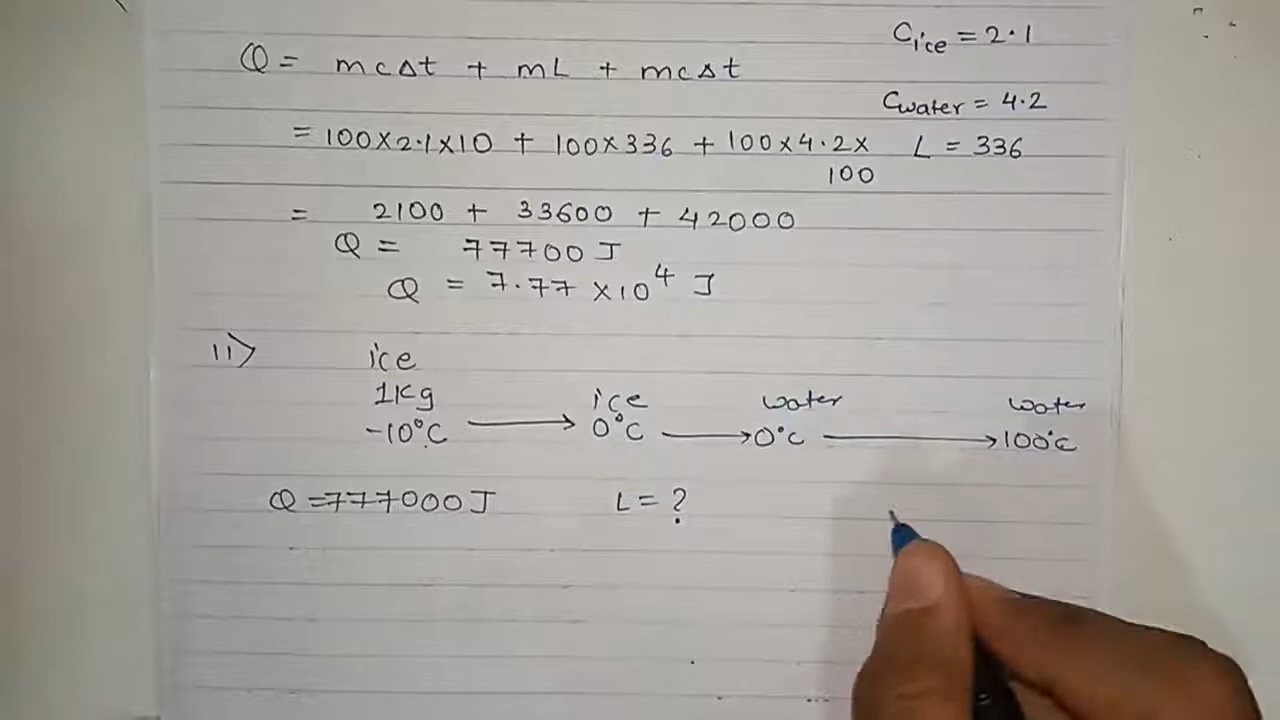 C_ice = 2.1
Q = mcΔt + mL + mcΔt
C_water = 4.2
= 100×2.1×10 + 100×336 + 100×4.2×
100
L = 336
= 2100 + 33600 + 42000
Q = 77700 J
Q = 7.77 ×10⁴ J
ii>
ice
1Kg
-10°C ⟶ ice 0°C ⟶ water 0°C ⟶ water 100°C
Q = 777000 J L = ?